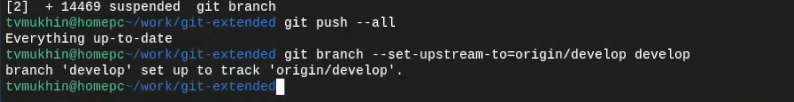 [2]  + 14469 suspended  git branch
tvmukhin@homepc~/work/git-extended git push --all
Everything up-to-date
tvmukhin@homepc~/work/git-extended git branch --set-upstream-to=origin/develop develop
branch 'develop' set up to track 'origin/develop'.
tvmukhin@homepc~/work/git-extended